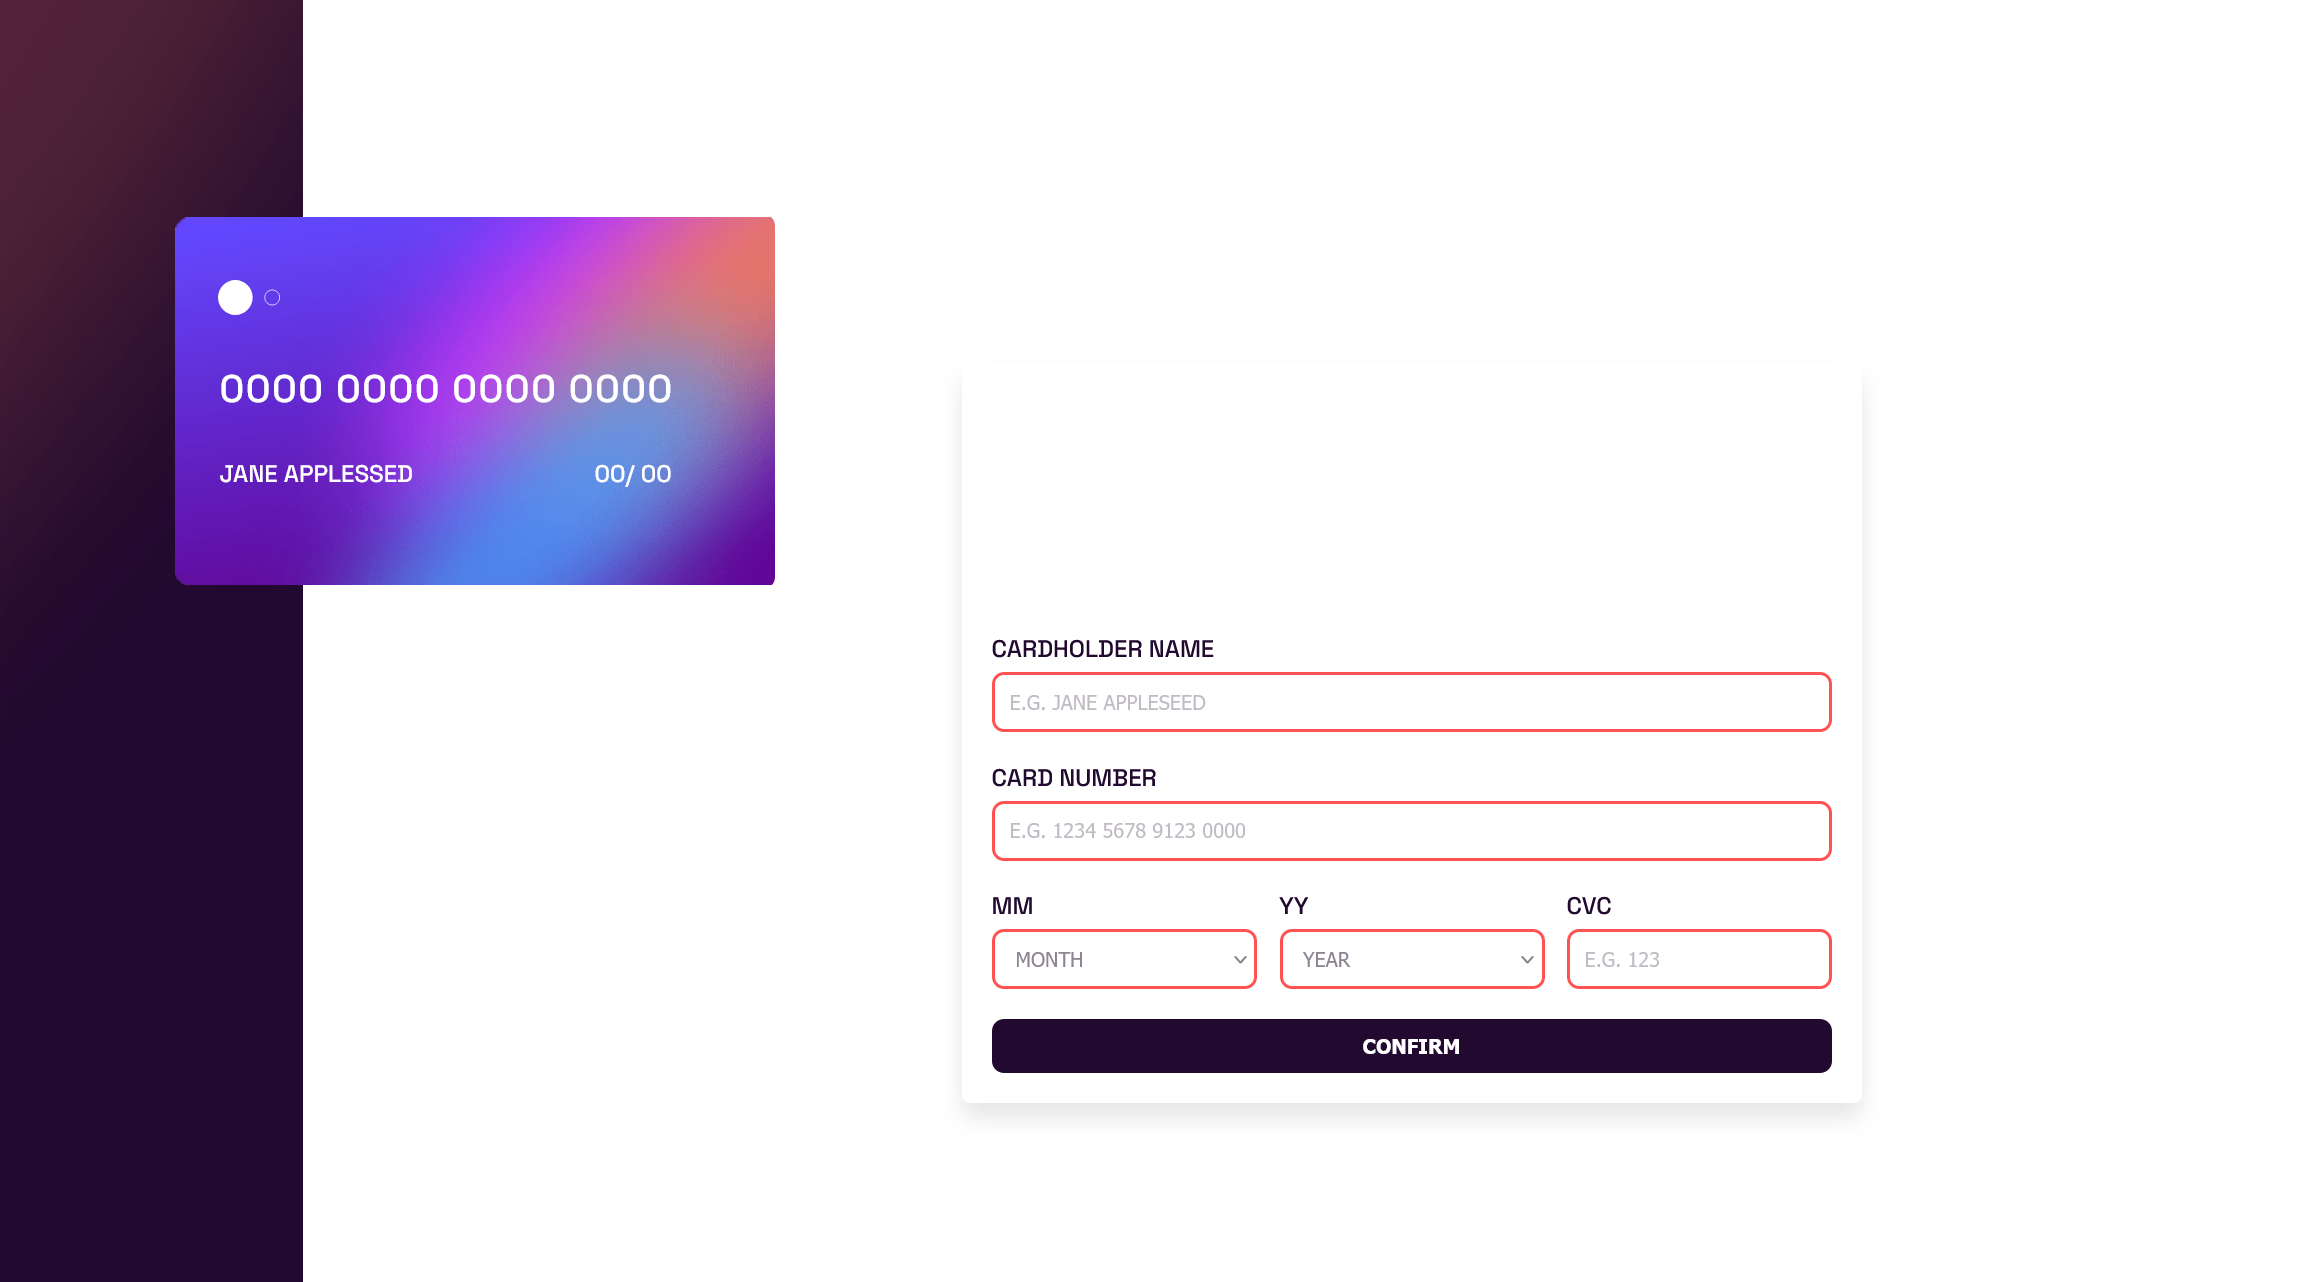 0000 0000 0000 0000
JANE APPLESSED 00/ 00
CARDHOLDER NAME
E.G. JANE APPLESEED
CARD NUMBER
E.G. 1234 5678 9123 0000
MM YY CVC
MONTH YEAR E.G. 123
CONFIRM